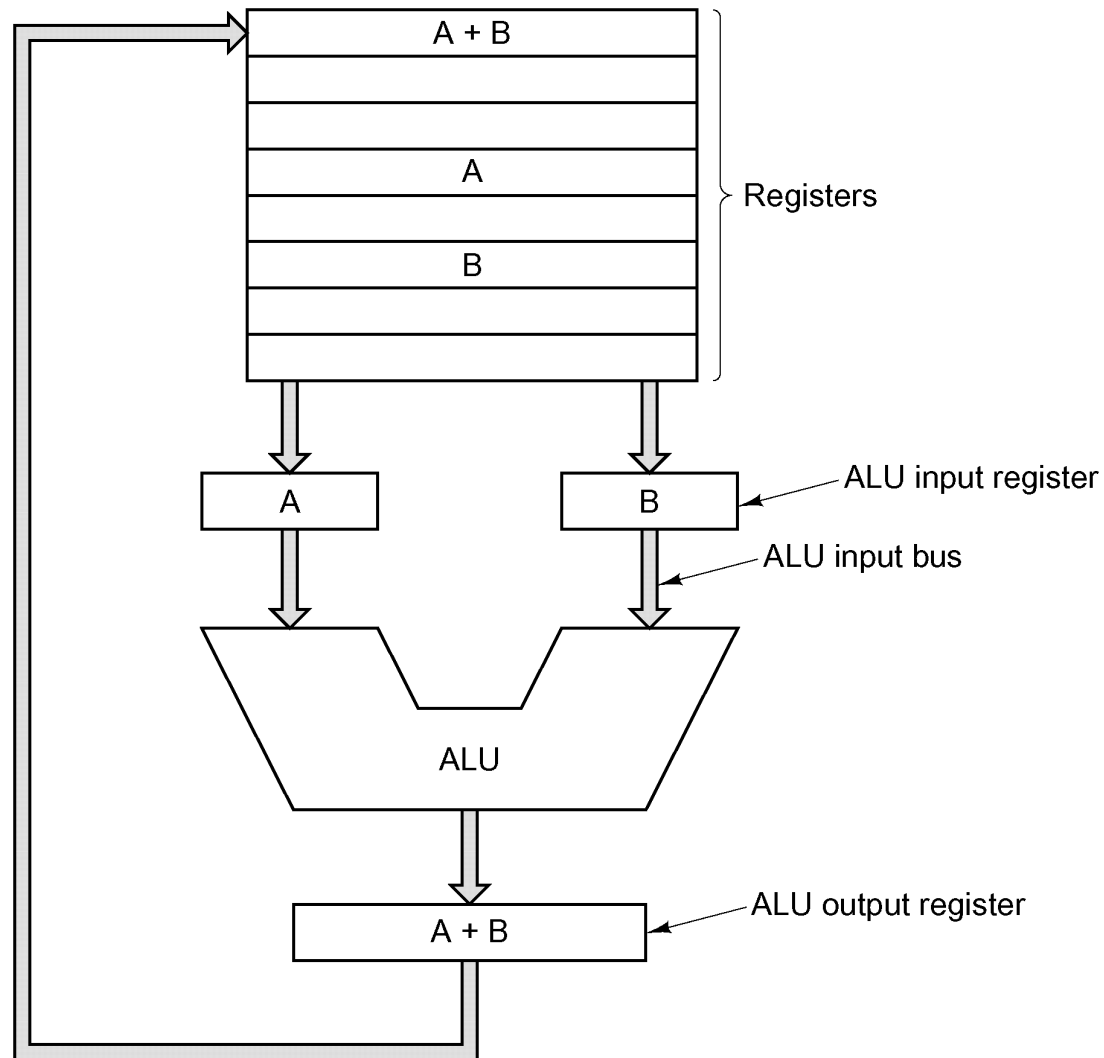 A + B
A
Registers
B
A
B
ALU input register
ALU input bus
ALU
ALU output register
A + B